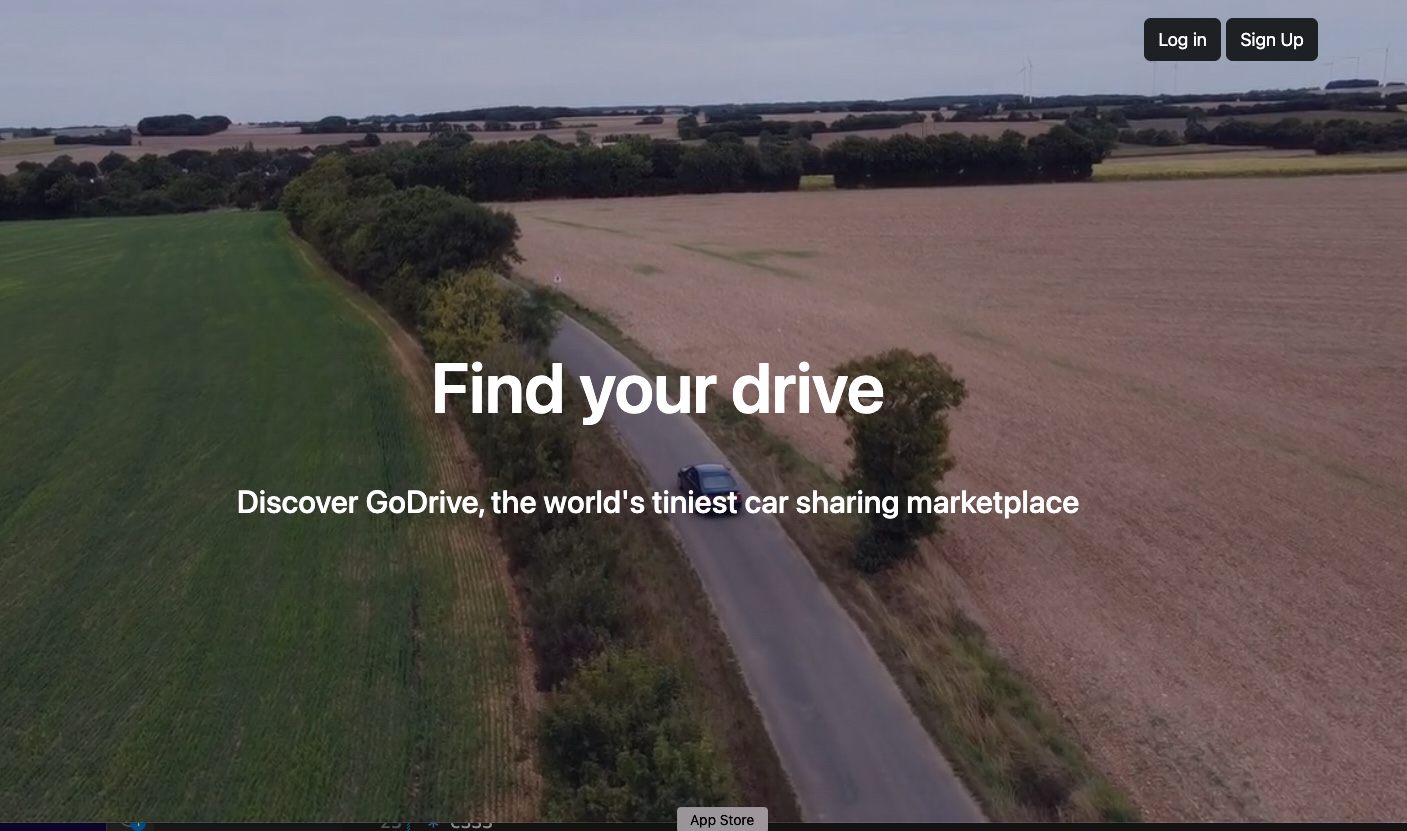 Log in
Sign Up
Find your drive
Discover GoDrive, the world's tiniest car sharing marketplace
App Store